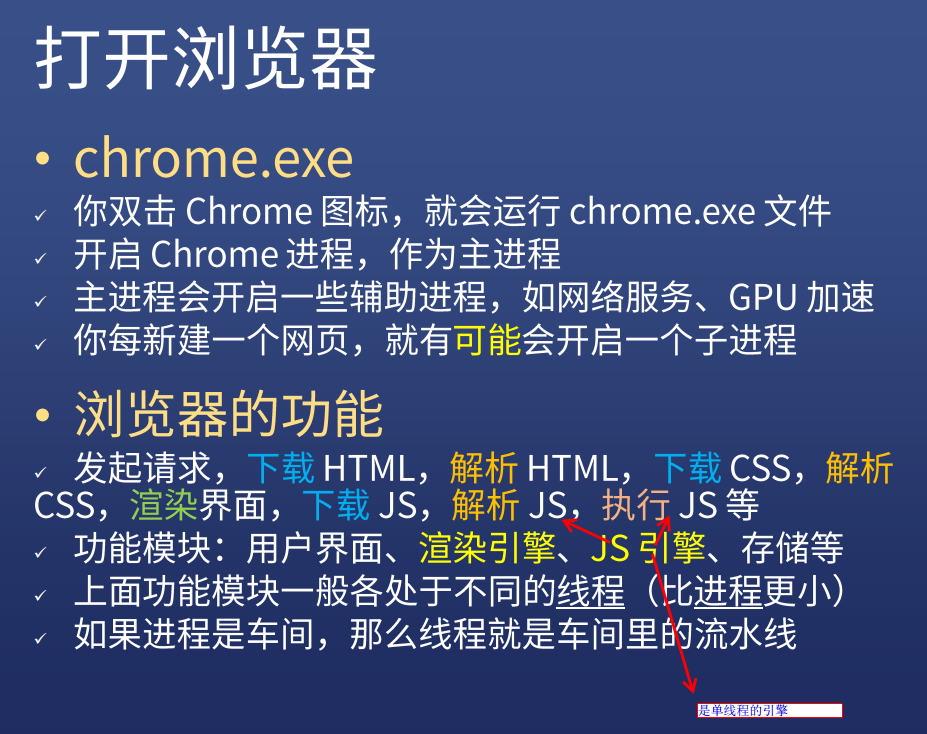 打开浏览器
• chrome.exe
✓ 你双击 Chrome 图标，就会运行 chrome.exe 文件
✓ 开启 Chrome 进程，作为主进程
✓ 主进程会开启一些辅助进程，如网络服务、GPU 加速
✓ 你每新建一个网页，就有可能会开启一个子进程
• 浏览器的功能
✓ 发起请求，下载 HTML，解析 HTML，下载 CSS，解析
CSS，渲染界面，下载 JS，解析 JS，执行 JS 等
✓ 功能模块：用户界面、渲染引擎、JS 引擎、存储等
✓ 上面功能模块一般各处于不同的线程（比进程更小）
✓ 如果进程是车间，那么线程就是车间里的流水线
是单线程的引擎